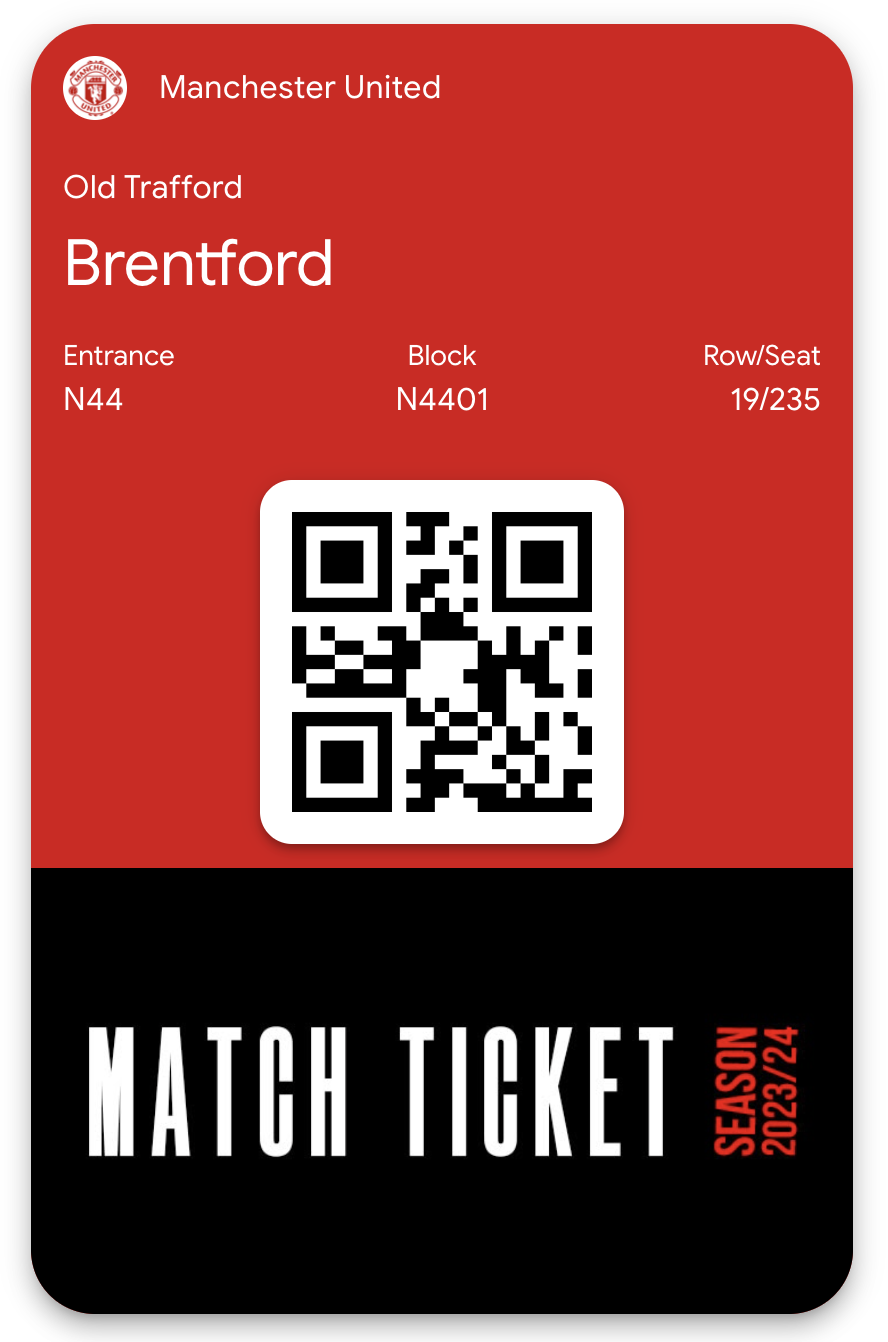 MANCHESTER
UNITED
Manchester United
Old Trafford
Brentford
Entrance
Block
Row/Seat
N44
N4401
19/235
MATCH TICKET
SEASON
2023/24